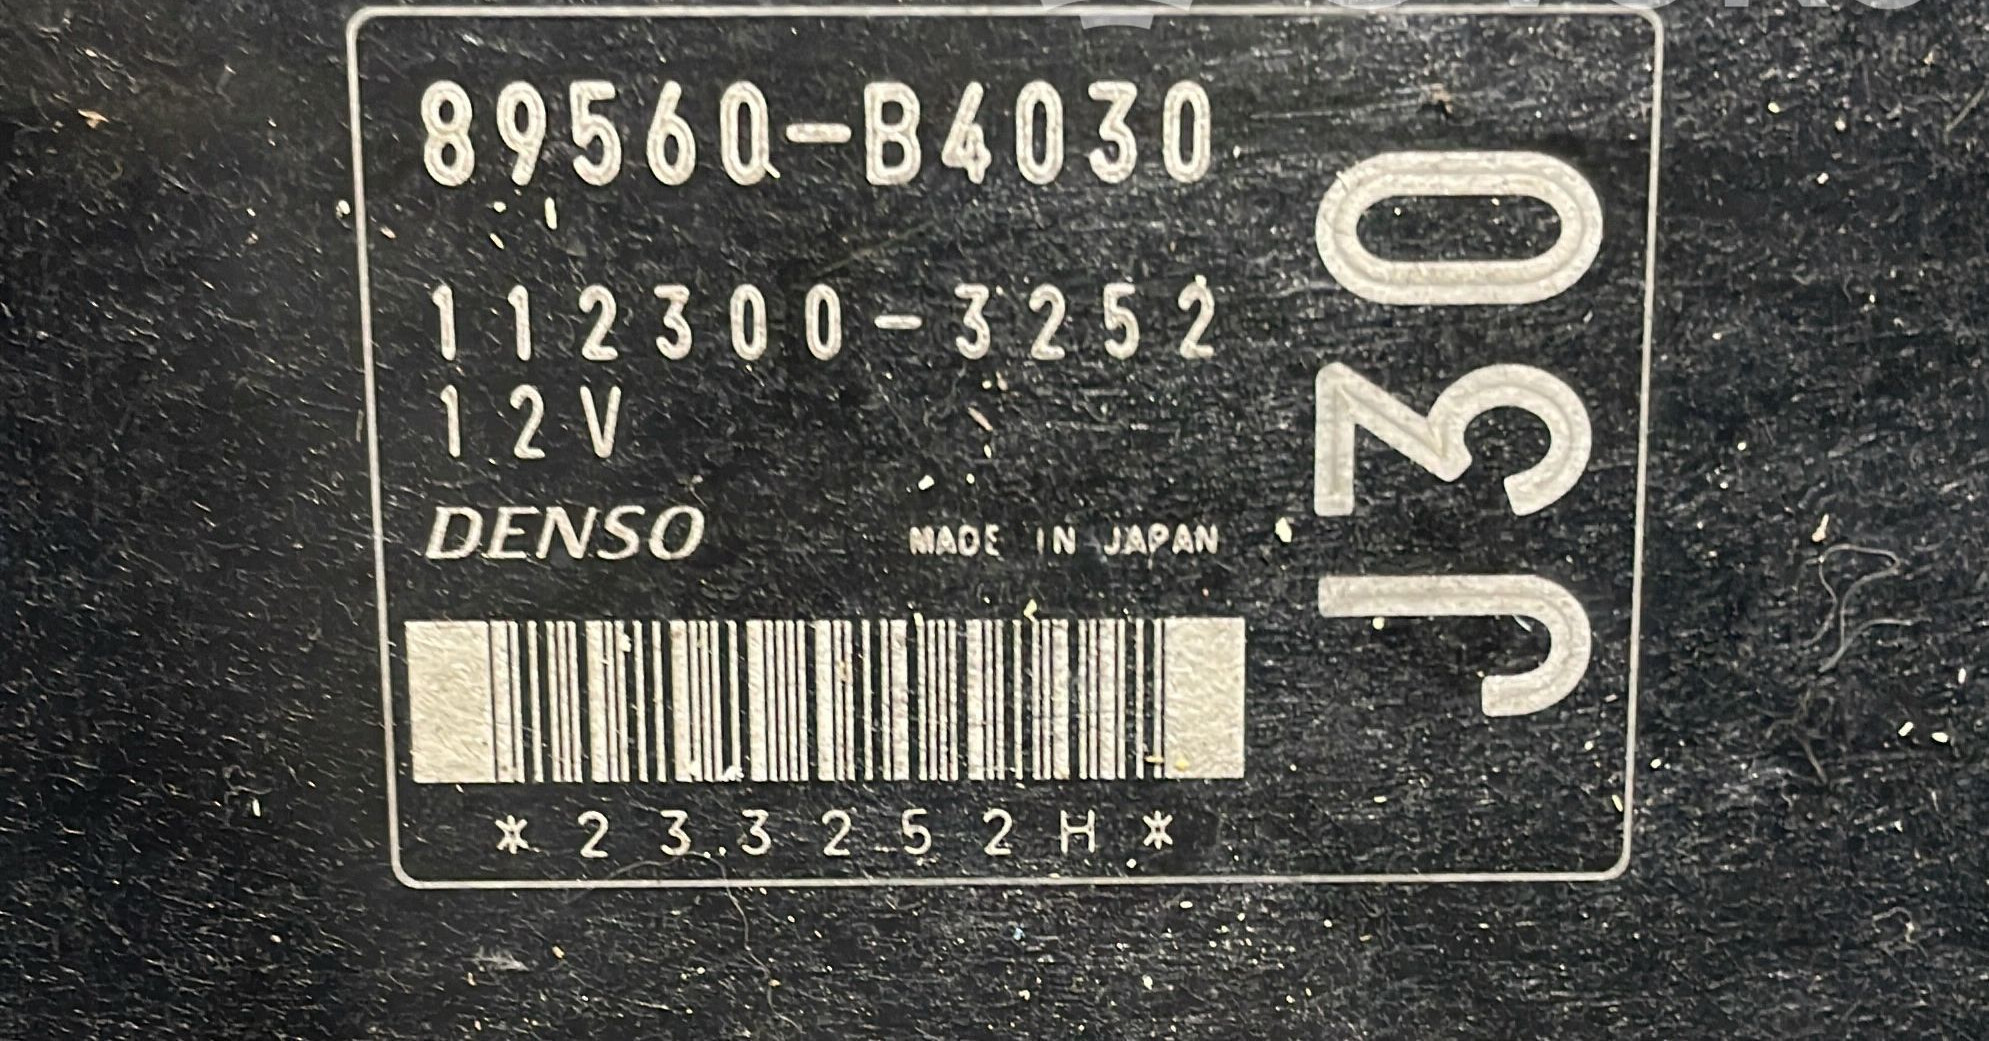 89560-B4030
112300-3252
12V
DENSO MADE IN JAPAN
*233252H*
J30